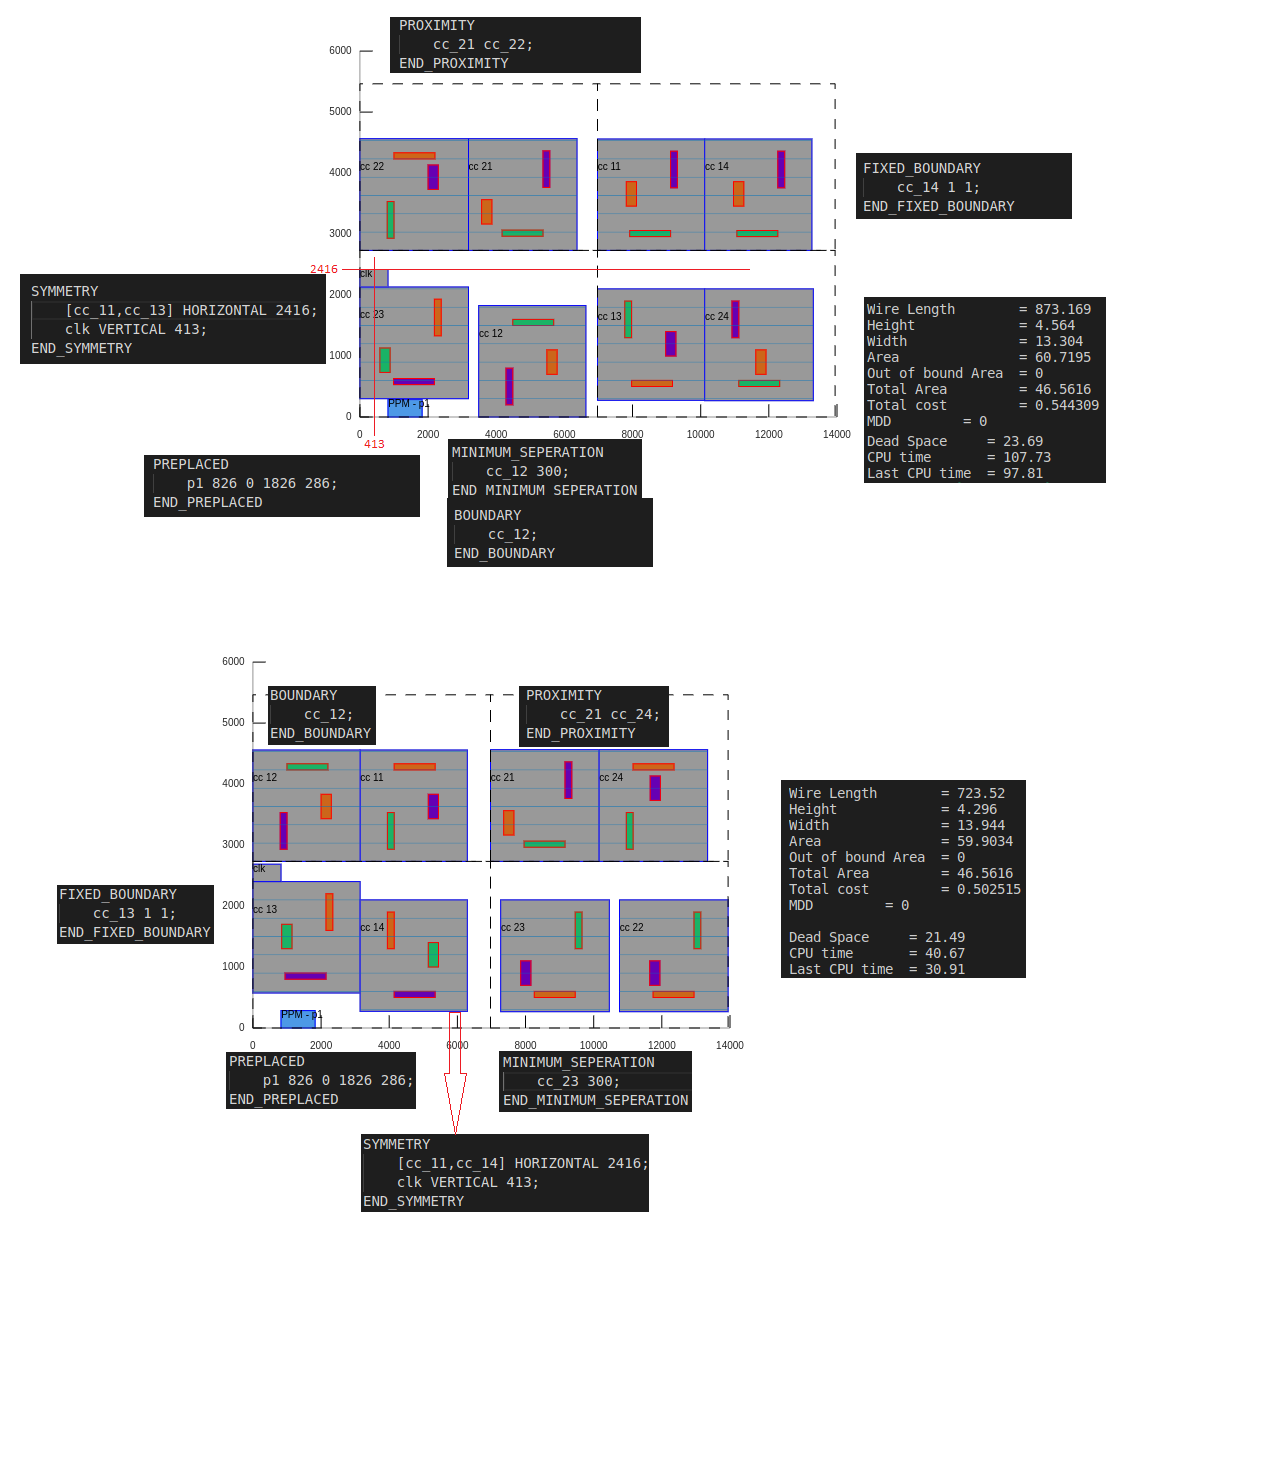 PROXIMITY
cc_21 cc_22;
END_PROXIMITY
6000
5000
4000
3000
2000
1000
0
cc 22
cc 21
cc 11
cc 14
FIXED_BOUNDARY
cc_14 1 1;
END_FIXED_BOUNDARY
2416
clk
SYMMETRY
[cc_11,cc_13] HORIZONTAL 2416;
clk VERTICAL 413;
END_SYMMETRY
cc 23
cc 12
cc 13
cc 24
PPM - p1
0 2000 4000 6000 8000 10000 12000 14000
413
Wire Length = 873.169
Height = 4.564
Width = 13.304
Area = 60.7195
Out of bound Area = 0
Total Area = 46.5616
Total cost = 0.544309
MDD = 0
Dead Space = 23.69
CPU time = 107.73
Last CPU time = 97.81
PREPLACED
p1 826 0 1826 286;
END_PREPLACED
MINIMUM_SEPERATION
cc_12 300;
END MINIMUM SEPERATION
BOUNDARY
cc_12;
END_BOUNDARY
6000
5000
4000
3000
2000
1000
0
BOUNDARY
cc_12;
END_BOUNDARY
PROXIMITY
cc_21 cc_24;
END_PROXIMITY
cc 12
cc 11
cc 21
cc 24
clk
FIXED_BOUNDARY
cc_13 1 1;
END_FIXED_BOUNDARY
cc 13
cc 14
cc 23
cc 22
PPM - p1
0 2000 4000 6000 8000 10000 12000 14000
Wire Length = 723.52
Height = 4.296
Width = 13.944
Area = 59.9034
Out of bound Area = 0
Total Area = 46.5616
Total cost = 0.502515
MDD = 0
Dead Space = 21.49
CPU time = 40.67
Last CPU time = 30.91
PREPLACED
p1 826 0 1826 286;
END_PREPLACED
MINIMUM_SEPERATION
cc_23 300;
END_MINIMUM_SEPERATION
SYMMETRY
[cc_11,cc_14] HORIZONTAL 2416;
clk VERTICAL 413;
END_SYMMETRY